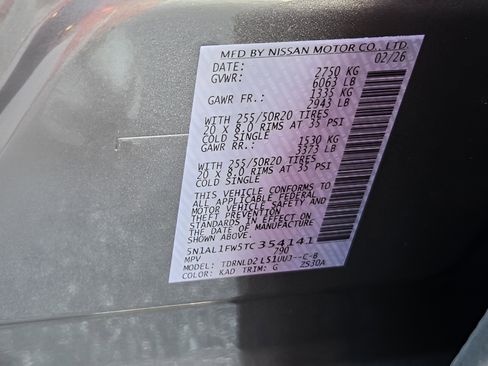 MFD BY NISSAN MOTOR CO., LTD.
DATE: 02/26
GVWR: 2750 KG
6063 LB
GAWR FR.: 1335 KG
2943 LB
WITH 255/50R20 TIRES
20 X 8.0 RIMS AT 35 PSI
COLD SINGLE
GAWR RR.: 1530 KG
3373 LB
WITH 255/50R20 TIRES
20 X 8.0 RIMS AT 35 PSI
COLD SINGLE
THIS VEHICLE CONFORMS TO
ALL APPLICABLE FEDERAL
MOTOR VEHICLE SAFETY AND
THEFT PREVENTION
STANDARDS IN EFFECT ON
THE DATE OF MANUFACTURE
SHOWN ABOVE.
5N1AL1FW5TC354141
MPV 790
MODEL: TDRNLD2 L51UUJ--C-B
COLOR: KAD TRIM: G ZS30A